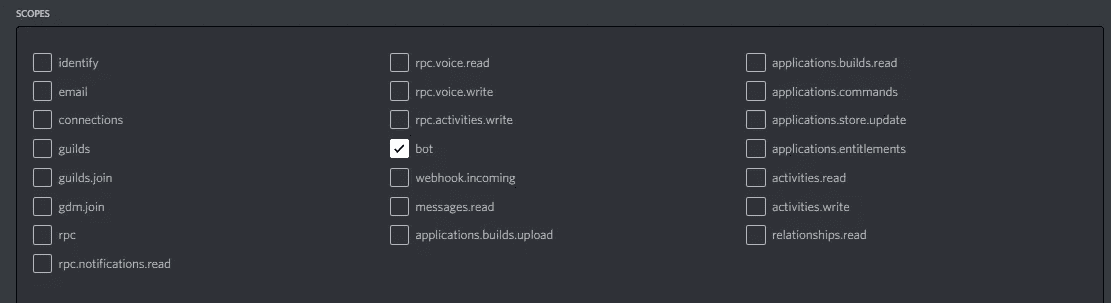 SCOPES
identify
email
connections
guilds
guilds.join
gdm.join
rpc
rpc.notifications.read
rpc.voice.read
rpc.voice.write
rpc.activities.write
bot
webhook.incoming
messages.read
applications.builds.upload
applications.builds.read
applications.commands
applications.store.update
applications.entitlements
activities.read
activities.write
relationships.read